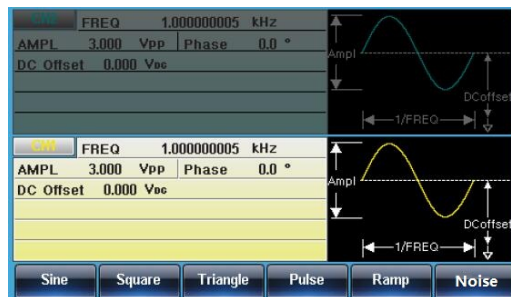 CH2 FREQ 1.000000005 kHz
AMPL 3.000 Vpp Phase 0.0 °
DC Offset 0.000 VDC
Ampl
DCoffset
1/FREQ
CH1 FREQ 1.000000005 kHz
AMPL 3.000 Vpp Phase 0.0 °
DC Offset 0.000 VDC
Ampl
DCoffset
1/FREQ
Sine Square Triangle Pulse Ramp Noise